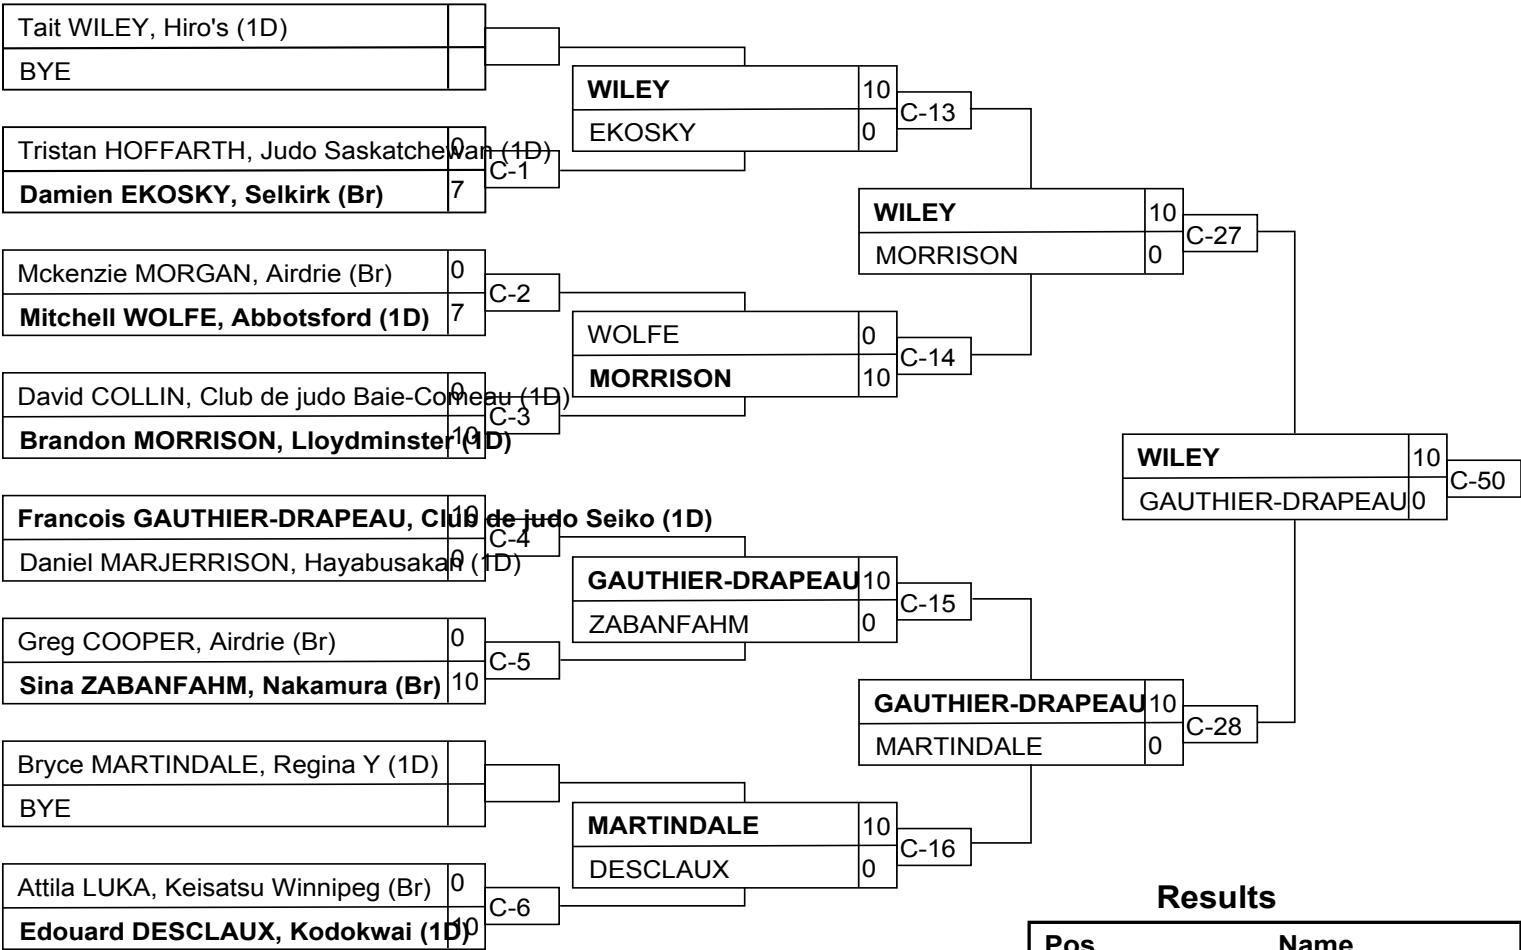 Tait WILEY, Hiro's (1D)
BYE
Tristan HOFFARTH, Judo Saskatchewan (1D) 0
Damien EKOSKY, Selkirk (Br) 7
C-1
Mckenzie MORGAN, Airdrie (Br) 0
Mitchell WOLFE, Abbotsford (1D) 7
C-2
David COLLIN, Club de judo Baie-Comeau (1D) 0
Brandon MORRISON, Lloydminster (1D) 10
C-3
Francois GAUTHIER-DRAPEAU, Club de judo Seiko (1D) 10
Daniel MARJERRISON, Hayabusakan (1D) 0
C-4
Greg COOPER, Airdrie (Br) 0
Sina ZABANFAHM, Nakamura (Br) 10
C-5
Bryce MARTINDALE, Regina Y (1D)
BYE
Attila LUKA, Keisatsu Winnipeg (Br) 0
Edouard DESCLAUX, Kodokwai (1D) 10
C-6
WILEY 10
EKOSKY 0
C-13
WOLFE 0
MORRISON 10
C-14
GAUTHIER-DRAPEAU 10
ZABANFAHM 0
C-15
MARTINDALE 10
DESCLAUX 0
C-16
WILEY 10
MORRISON 0
C-27
GAUTHIER-DRAPEAU 10
MARTINDALE 0
C-28
WILEY 10
GAUTHIER-DRAPEAU 0
C-50
Results
Pos Name